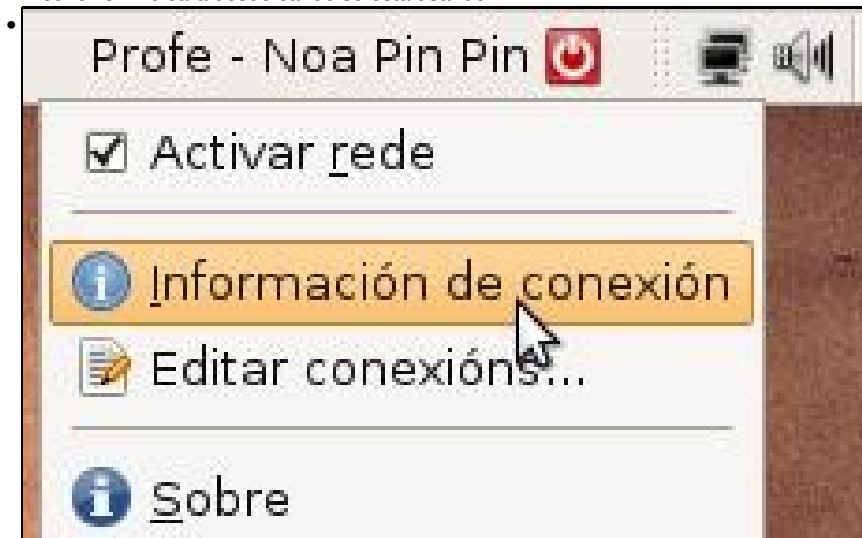 Profe - Noa Pin Pin
Activar rede
Información de conexión
Editar conexións...
Sobre